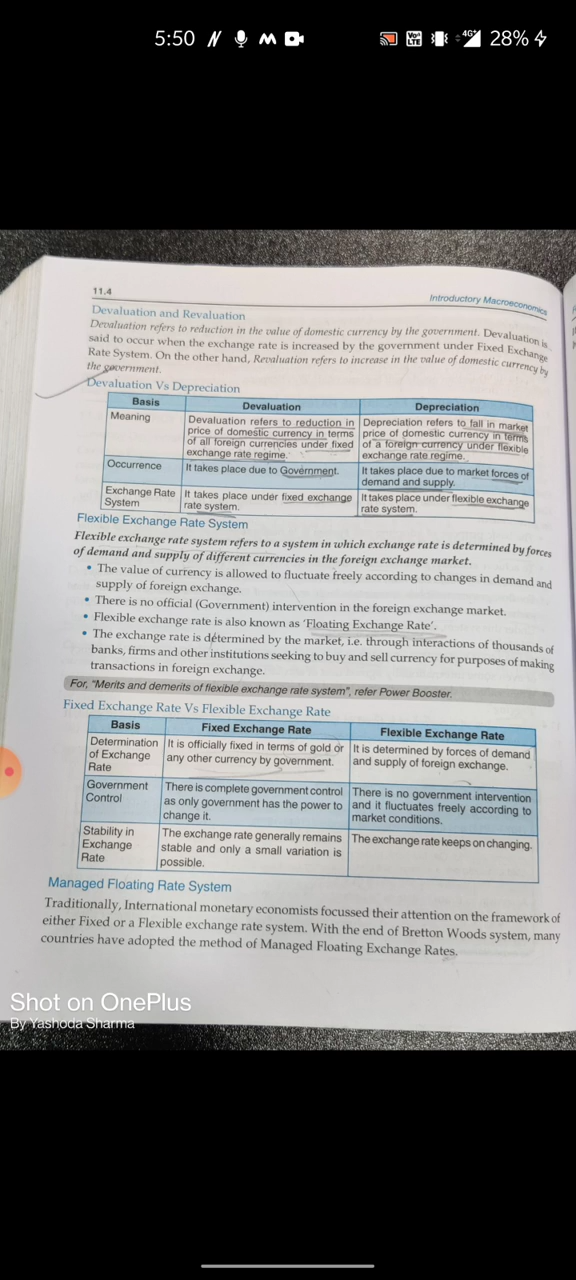 5:50
Vo))
LTE
4G+
28%
11.4
Introductory Macroeconomics
Devaluation and Revaluation
Devaluation refers to reduction in the value of domestic currency by the government. Devaluation is
said to occur when the exchange rate is increased by the government under Fixed Exchange
Rate System. On the other hand, Revaluation refers to increase in the value of domestic currency by
the government.
Devaluation Vs Depreciation
Basis Devaluation Depreciation
Meaning
Devaluation refers to reduction in
price of domestic currency in terms
of all foreign currencies under fixed
exchange rate regime.
Depreciation refers to fall in market
price of domestic currency in terms
of a foreign currency under flexible
exchange rate regime.
Occurrence
It takes place due to Government.
It takes place due to market forces of
demand and supply.
Exchange Rate
System
It takes place under fixed exchange
rate system.
It takes place under flexible exchange
rate system.
Flexible Exchange Rate System
Flexible exchange rate system refers to a system in which exchange rate is determined by forces
of demand and supply of different currencies in the foreign exchange market.
• The value of currency is allowed to fluctuate freely according to changes in demand and
supply of foreign exchange.
• There is no official (Government) intervention in the foreign exchange market.
• Flexible exchange rate is also known as 'Floating Exchange Rate'.
• The exchange rate is determined by the market, i.e. through interactions of thousands of
banks, firms and other institutions seeking to buy and sell currency for purposes of making
transactions in foreign exchange.
For, "Merits and demerits of flexible exchange rate system", refer Power Booster.
Fixed Exchange Rate Vs Flexible Exchange Rate
Basis Fixed Exchange Rate Flexible Exchange Rate
Determination
of Exchange
Rate
It is officially fixed in terms of gold or
any other currency by government.
It is determined by forces of demand
and supply of foreign exchange.
Government
Control
There is complete government control
as only government has the power to
change it.
There is no government intervention
and it fluctuates freely according to
market conditions.
Stability in
Exchange
Rate
The exchange rate generally remains
stable and only a small variation is
possible.
The exchange rate keeps on changing.
Managed Floating Rate System
Traditionally, International monetary economists focussed their attention on the framework of
either Fixed or a Flexible exchange rate system. With the end of Bretton Woods system, many
countries have adopted the method of Managed Floating Exchange Rates.
Shot on OnePlus
By Yashoda Sharma